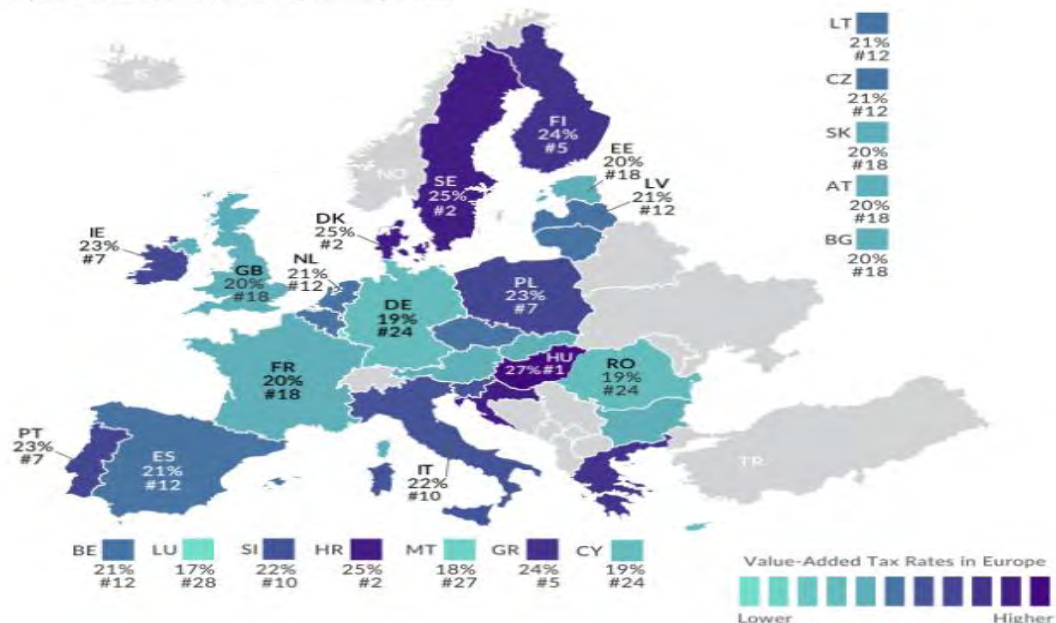 LT
21%
#12
CZ
21%
#12
SK
20%
#18
AT
20%
#18
BG
20%
#18
IS
FI
24%
#5
NO
SE
25%
#2
EE
20%
#18
LV
21%
#12
DK
25%
#2
IE
23%
#7
GB
20%
#18
NL
21%
#12
DE
19%
#24
PL
23%
#7
FR
20%
#18
HU
27% #1
RO
19%
#24
PT
23%
#7
ES
21%
#12
IT
22%
#10
TR
BE
21%
#12
LU
17%
#28
SI
22%
#10
HR
25%
#2
MT
18%
#27
GR
24%
#5
CY
19%
#24
Value-Added Tax Rates in Europe
Lower
Higher